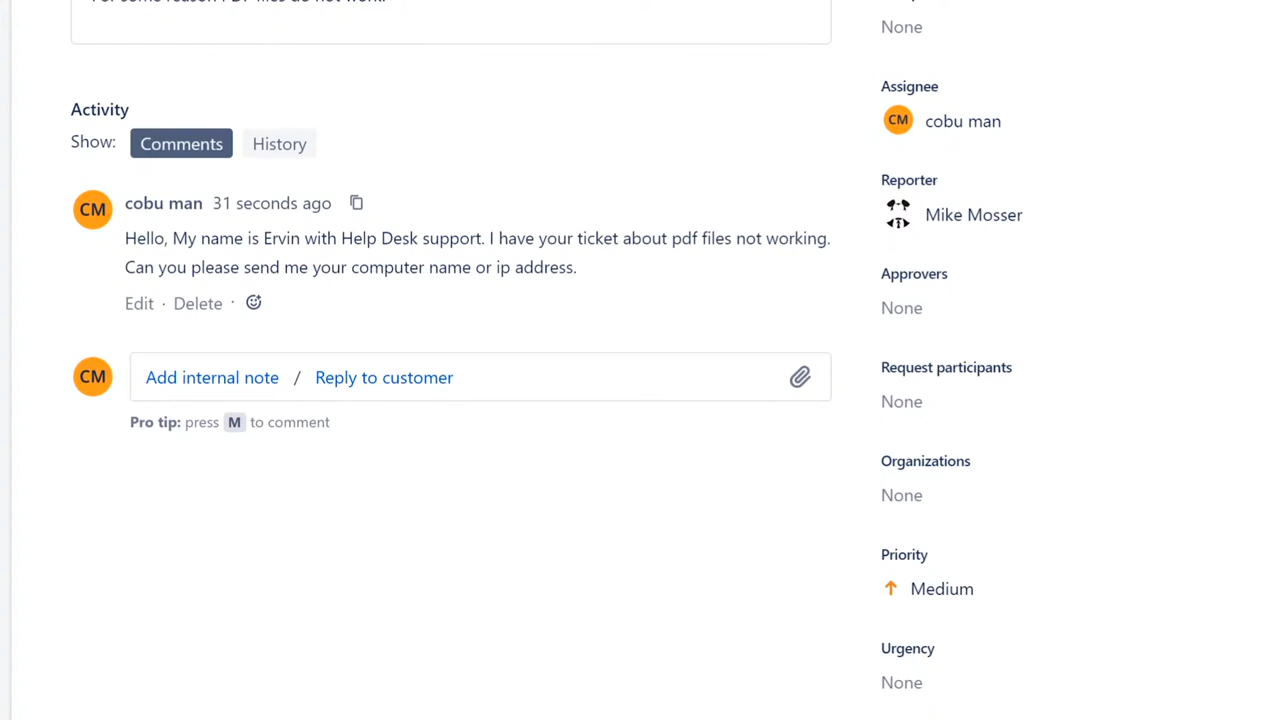 None
Activity
Show: Comments History
CM cobu man 31 seconds ago
Hello, My name is Ervin with Help Desk support. I have your ticket about pdf files not working.
Can you please send me your computer name or ip address.
Edit · Delete ·
CM Add internal note / Reply to customer
Pro tip: press M to comment
Assignee
CM cobu man
Reporter
Mike Mosser
Approvers
None
Request participants
None
Organizations
None
Priority
Medium
Urgency
None